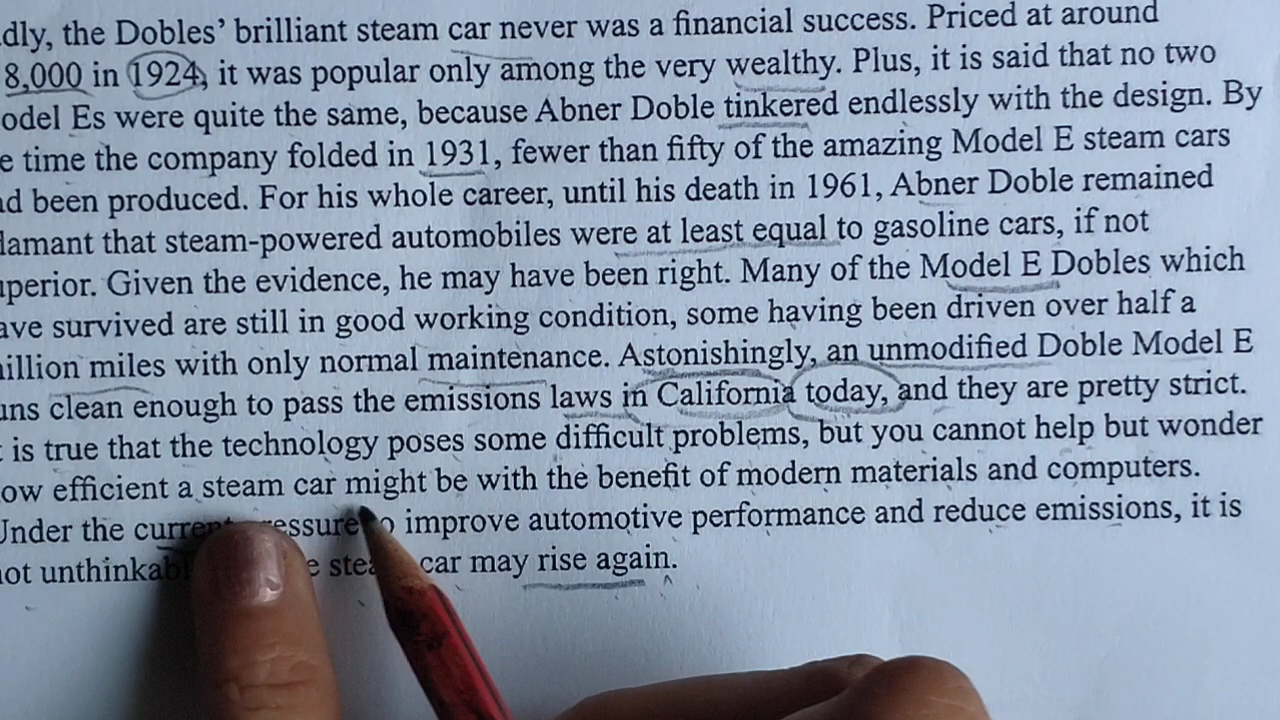 dly, the Dobles' brilliant steam car never was a financial success. Priced at around
8,000 in 1924, it was popular only among the very wealthy. Plus, it is said that no two
odel Es were quite the same, because Abner Doble tinkered endlessly with the design. By
e time the company folded in 1931, fewer than fifty of the amazing Model E steam cars
ad been produced. For his whole career, until his death in 1961, Abner Doble remained
lamant that steam-powered automobiles were at least equal to gasoline cars, if not
uperior. Given the evidence, he may have been right. Many of the Model E Dobles which
ave survived are still in good working condition, some having been driven over half a
illion miles with only normal maintenance. Astonishingly, an unmodified Doble Model E
uns clean enough to pass the emissions laws in California today, and they are pretty strict.
t is true that the technology poses some difficult problems, but you cannot help but wonder
ow efficient a steam car might be with the benefit of modern materials and computers.
Under the current ressure o improve automotive performance and reduce emissions, it is
not unthinkab e stea car may rise again.